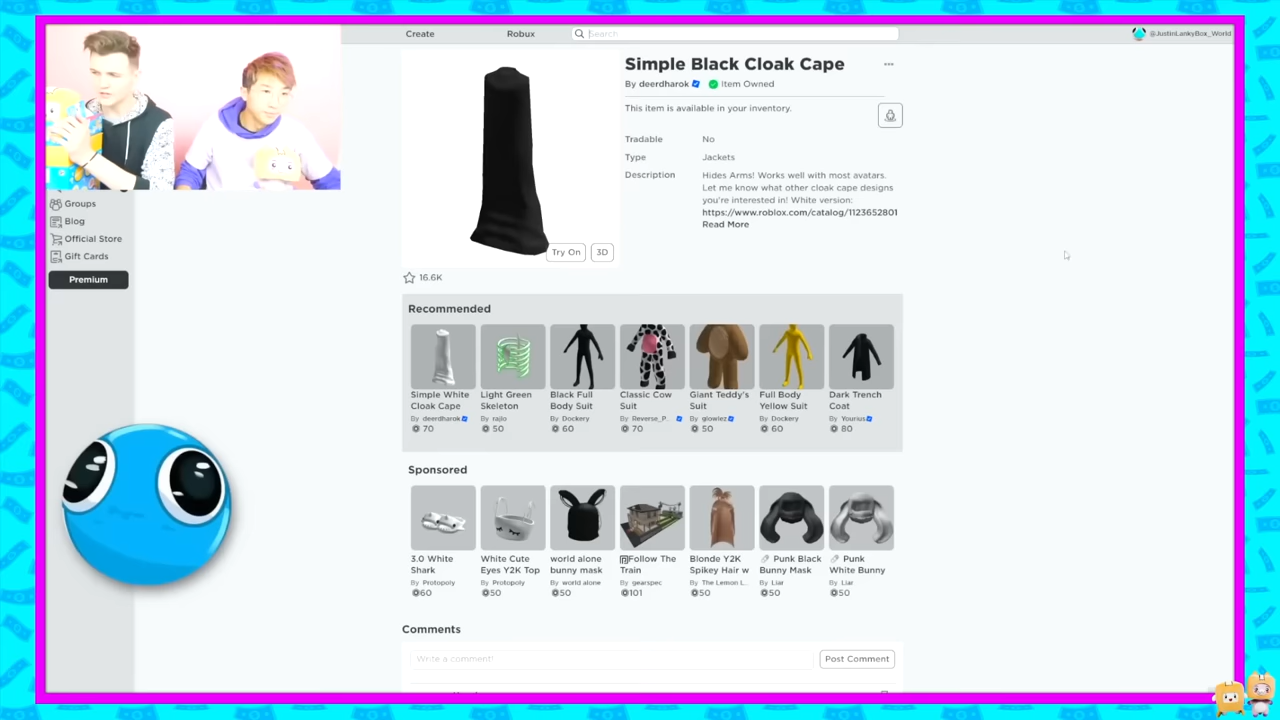 Create
Robux
Search
@JustinLankyBox_World
Simple Black Cloak Cape
By deerdharok
Item Owned
This item is available in your inventory.
Tradable
No
Type
Jackets
Description
Hides Arms! Works well with most avatars.
Let me know what other cloak cape designs
you're interested in! White version:
https://www.roblox.com/catalog/1123652801
Read More
Try On
3D
16.6K
Groups
Blog
Official Store
Gift Cards
Premium
Recommended
Simple White
Cloak Cape
By deerdharok
70
Light Green
Skeleton
By rajlo
50
Black Full
Body Suit
By Dockery
60
Classic Cow
Suit
By Reverse_P...
70
Giant Teddy's
Suit
By glowlez
50
Full Body
Yellow Suit
By Dockery
60
Dark Trench
Coat
By Yourius
80
Sponsored
3.0 White
Shark
By Protopoly
60
White Cute
Eyes Y2K Top
By Protopoly
50
world alone
bunny mask
By world alone
50
Follow The
Train
By gearspec
101
Blonde Y2K
Spikey Hair w
By The Lemon L...
50
Punk Black
Bunny Mask
By Liar
50
Punk
White Bunny
By Liar
50
Comments
Write a comment!
Post Comment